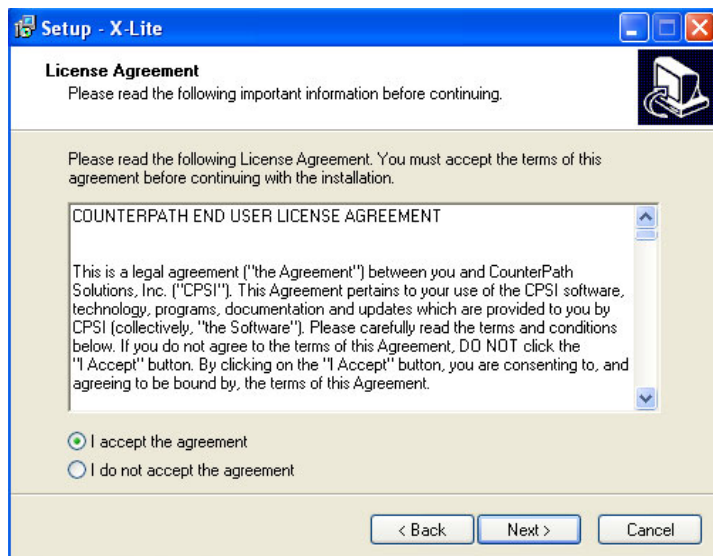 Setup - X-Lite
License Agreement
Please read the following important information before continuing.
Please read the following License Agreement. You must accept the terms of this
agreement before continuing with the installation.
COUNTERPATH END USER LICENSE AGREEMENT
This is a legal agreement ("the Agreement") between you and CounterPath
Solutions, Inc. ("CPSI"). This Agreement pertains to your use of the CPSI software,
technology, programs, documentation and updates which are provided to you by
CPSI (collectively, "the Software"). Please carefully read the terms and conditions
below. If you do not agree to the terms of this Agreement, DO NOT click the
"I Accept" button. By clicking on the "I Accept" button, you are consenting to, and
agreeing to be bound by, the terms of this Agreement.
I accept the agreement
I do not accept the agreement
< Back
Next >
Cancel